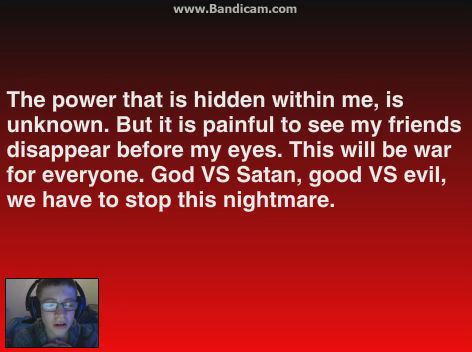 www.Bandicam.com
The power that is hidden within me, is
unknown. But it is painful to see my friends
disappear before my eyes. This will be war
for everyone. God VS Satan, good VS evil,
we have to stop this nightmare.